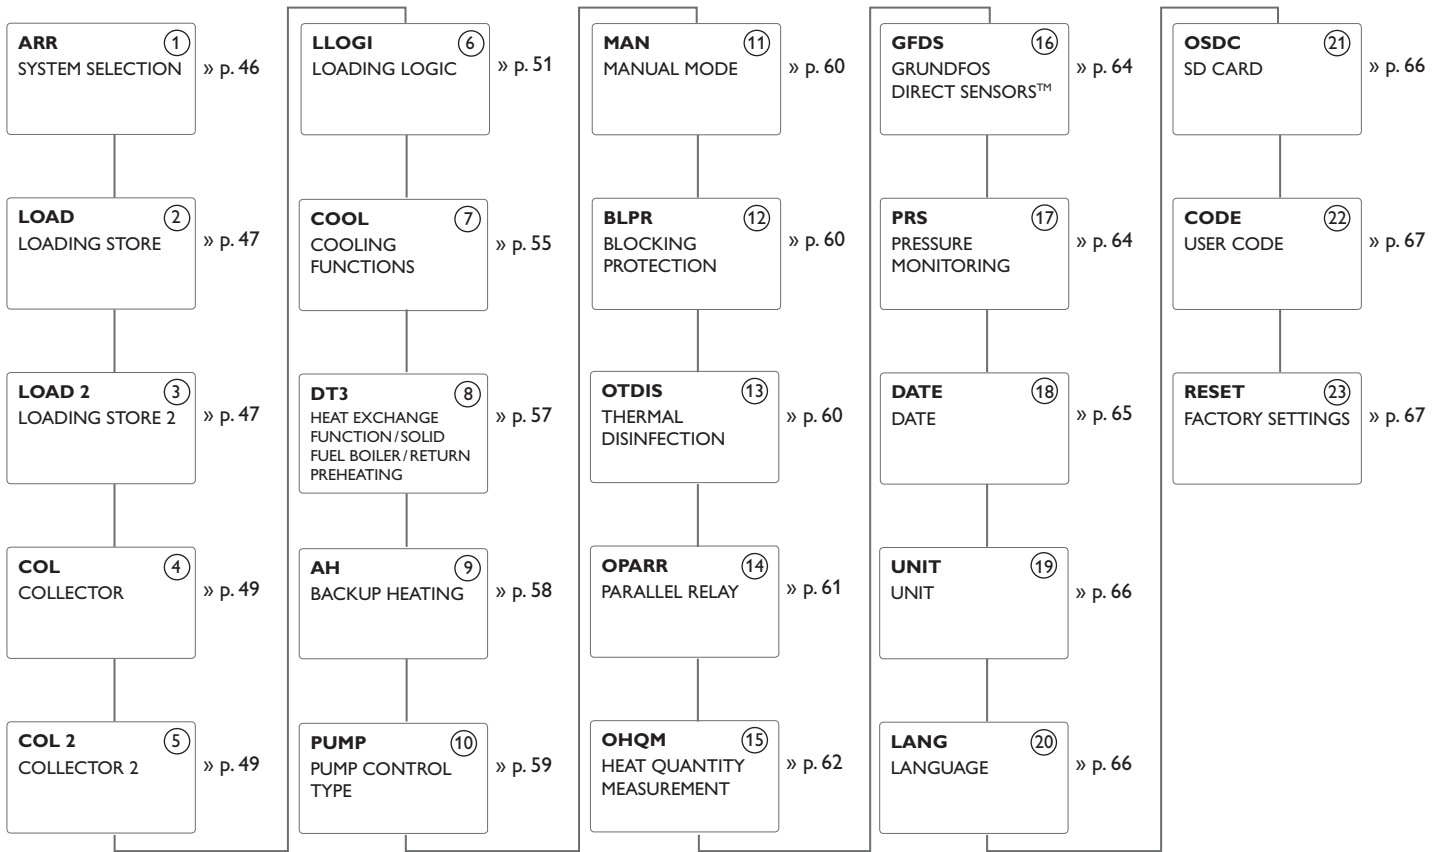 ARR
1
SYSTEM SELECTION
» p. 46
LOAD
2
LOADING STORE
» p. 47
LOAD 2
3
LOADING STORE 2
» p. 47
COL
4
COLLECTOR
» p. 49
COL 2
5
COLLECTOR 2
» p. 49
LLOGI
6
LOADING LOGIC
» p. 51
COOL
7
COOLING
FUNCTIONS
» p. 55
DT3
8
HEAT EXCHANGE
FUNCTION/SOLID
FUEL BOILER/RETURN
PREHEATING
» p. 57
AH
9
BACKUP HEATING
» p. 58
PUMP
10
PUMP CONTROL
TYPE
» p. 59
MAN
11
MANUAL MODE
» p. 60
BLPR
12
BLOCKING
PROTECTION
» p. 60
OTDIS
13
THERMAL
DISINFECTION
» p. 60
OPARR
14
PARALLEL RELAY
» p. 61
OHQM
15
HEAT QUANTITY
MEASUREMENT
» p. 62
GFDS
16
GRUNDFOS
DIRECT SENSORS™
» p. 64
PRS
17
PRESSURE
MONITORING
» p. 64
DATE
18
DATE
» p. 65
UNIT
19
UNIT
» p. 66
LANG
20
LANGUAGE
» p. 66
OSDC
21
SD CARD
» p. 66
CODE
22
USER CODE
» p. 67
RESET
23
FACTORY SETTINGS
» p. 67